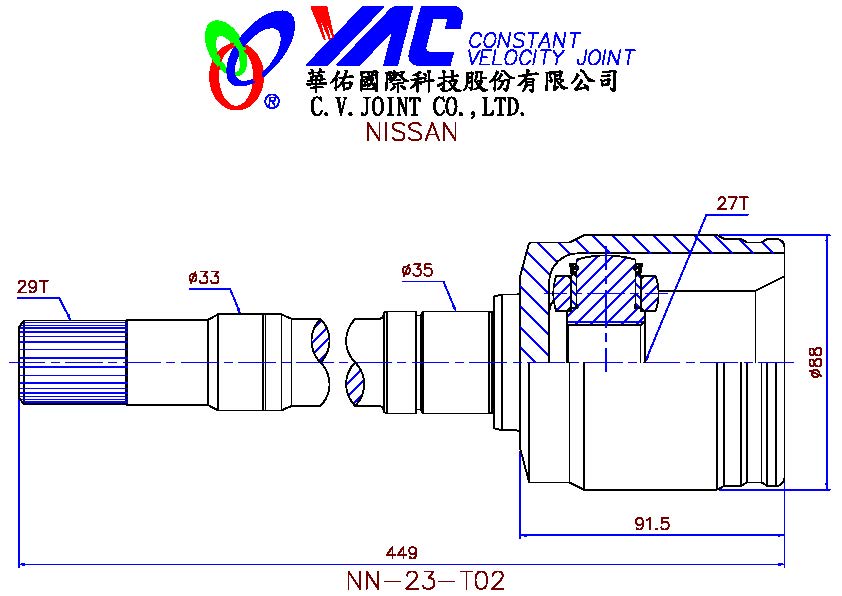 YAC CONSTANT
VELOCITY JOINT
®
華佑國際科技股份有限公司
C.V.JOINT CO.,LTD.
NISSAN
27T
ø35
ø33
29T
ø88
91.5
449
NN-23-T02